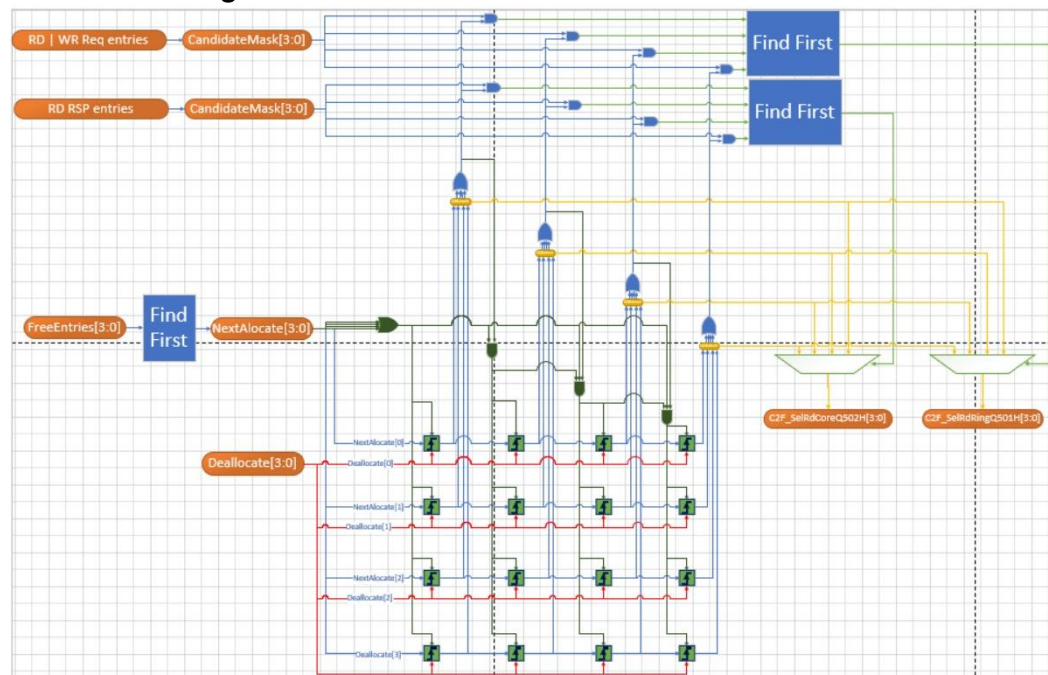 RD | WR Req entries
CandidateMask[3:0]
Find First
RD RSP entries
CandidateMask[3:0]
Find First
FreeEntries[3:0]
Find
First
NextAlocate[3:0]
C2F_SelRdCoreQ502H[3:0]
C2F_SelRdRingQ501H[3:0]
NextAlocate[0]
Deallocate[3:0]
Deallocate[0]
NextAlocate[1]
Deallocate[1]
NextAlocate[2]
Deallocate[2]
Deallocate[3]